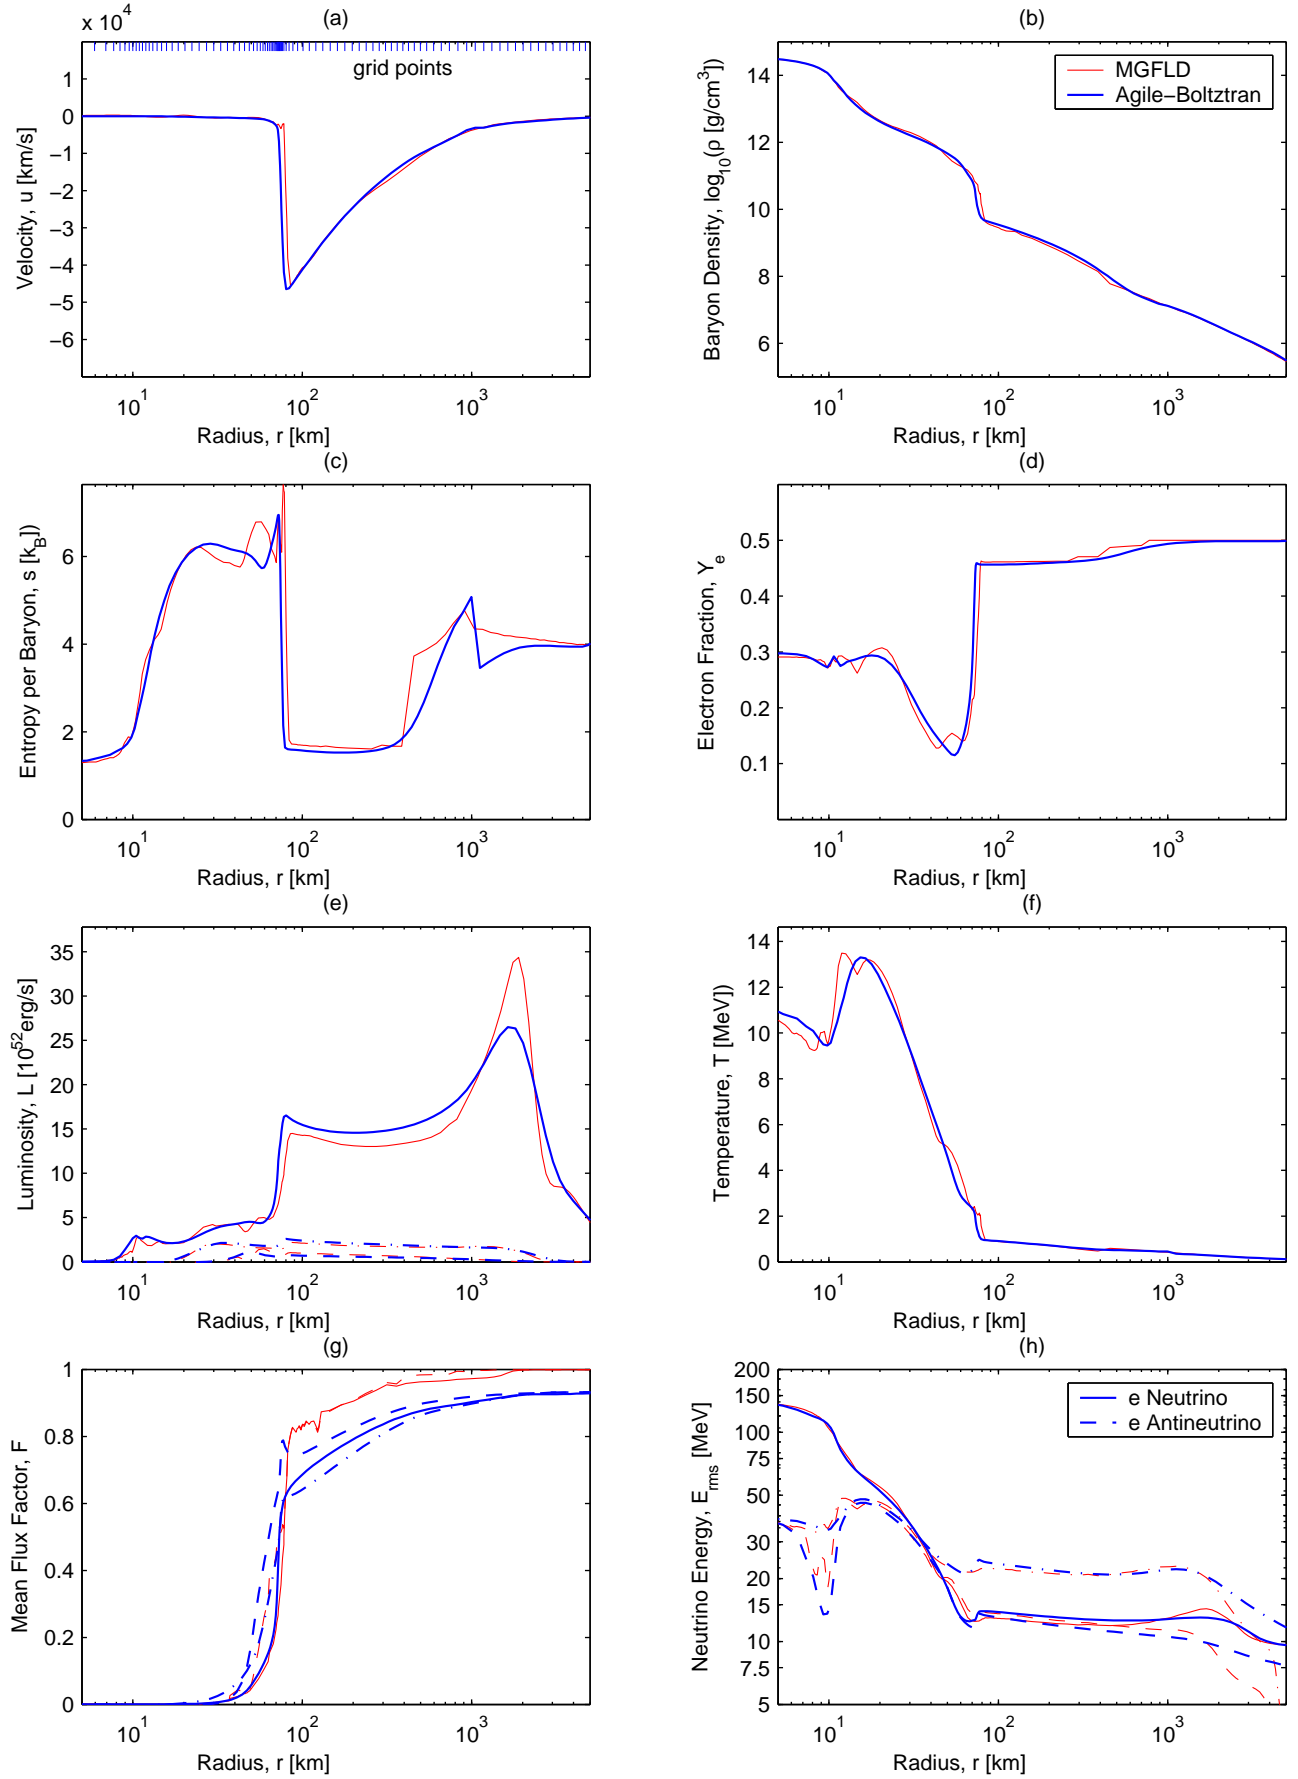 (a)
x 10^4
grid points
1
0
−1
−2
−3
−4
−5
−6
Velocity, u [km/s]
10^1 10^2 10^3
Radius, r [km]
(b)
MGFLD
Agile−Boltztran
14
12
10
8
6
Baryon Density, log_10(ρ [g/cm^3])
10^1 10^2 10^3
Radius, r [km]
(c)
6
4
2
0
Entropy per Baryon, s [k_B])
10^1 10^2 10^3
Radius, r [km]
(d)
0.5
0.4
0.3
0.2
0.1
Electron Fraction, Y_e
10^1 10^2 10^3
Radius, r [km]
(e)
35
30
25
20
15
10
5
0
Luminosity, L [10^52erg/s]
10^1 10^2 10^3
Radius, r [km]
(f)
14
12
10
8
6
4
2
0
Temperature, T [MeV])
10^1 10^2 10^3
Radius, r [km]
(g)
1
0.8
0.6
0.4
0.2
0
Mean Flux Factor, F
10^1 10^2 10^3
Radius, r [km]
(h)
e Neutrino
e Antineutrino
200
150
100
75
50
30
20
15
10
7.5
5
Neutrino Energy, E_rms [MeV]
10^1 10^2 10^3
Radius, r [km]